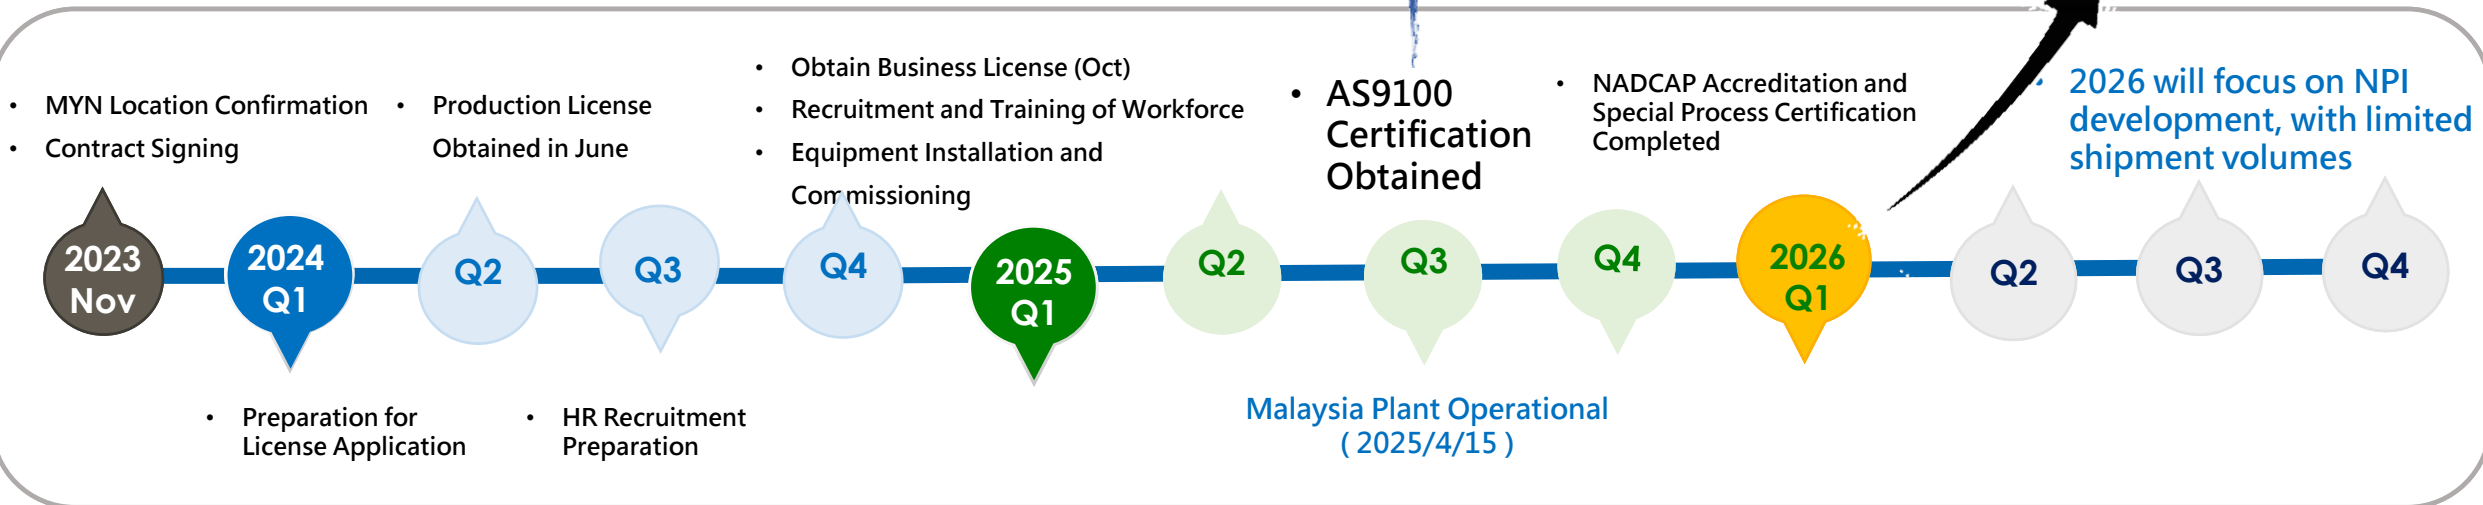 • MYN Location Confirmation
• Contract Signing
• Production License
Obtained in June
• Obtain Business License (Oct)
• Recruitment and Training of Workforce
• Equipment Installation and
Commissioning
• AS9100
Certification
Obtained
• NADCAP Accreditation and
Special Process Certification
Completed
• 2026 will focus on NPI
development, with limited
shipment volumes
2023
Nov
2024
Q1
Q2
Q3
Q4
2025
Q1
Q2
Q3
Q4
2026
Q1
Q2
Q3
Q4
• Preparation for
License Application
• HR Recruitment
Preparation
Malaysia Plant Operational
( 2025/4/15 )